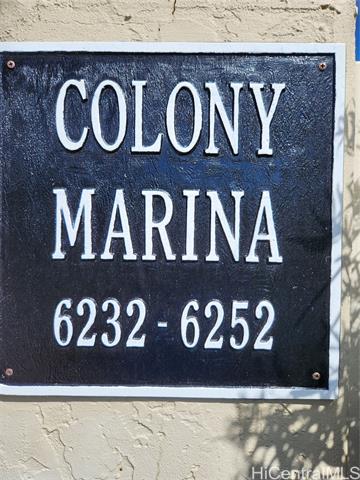 COLONY
MARINA
6232 - 6252
HiCentralMLS